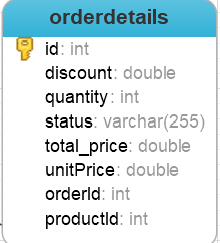 orderdetails
id: int
discount: double
quantity: int
status: varchar(255)
total_price: double
unitPrice: double
orderId: int
productId: int